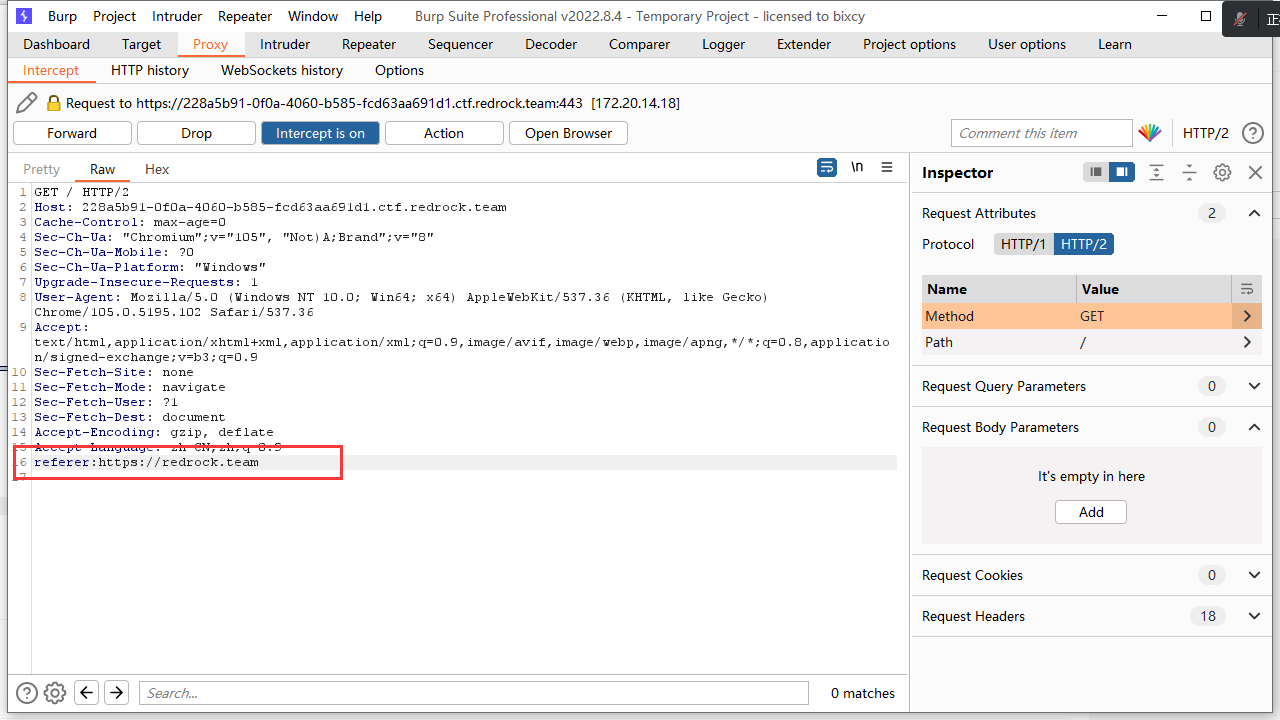 Burp Project Intruder Repeater Window Help Burp Suite Professional v2022.8.4 - Temporary Project - licensed to bixcy
正
Dashboard Target Proxy Intruder Repeater Sequencer Decoder Comparer Logger Extender Project options User options Learn
Intercept HTTP history WebSockets history Options
Request to https://228a5b91-0f0a-4060-b585-fcd63aa691d1.ctf.redrock.team:443 [172.20.14.18]
Forward Drop Intercept is on Action Open Browser Comment this item HTTP/2 ?
Pretty Raw Hex \n
1 GET / HTTP/2
2 Host: 228a5b91-0f0a-4060-b585-fcd63aa691d1.ctf.redrock.team
3 Cache-Control: max-age=0
4 Sec-Ch-Ua: "Chromium";v="105", "Not)A;Brand";v="8"
5 Sec-Ch-Ua-Mobile: ?0
6 Sec-Ch-Ua-Platform: "Windows"
7 Upgrade-Insecure-Requests: 1
8 User-Agent: Mozilla/5.0 (Windows NT 10.0; Win64; x64) AppleWebKit/537.36 (KHTML, like Gecko)
Chrome/105.0.5195.102 Safari/537.36
9 Accept:
text/html,application/xhtml+xml,application/xml;q=0.9,image/avif,image/webp,image/apng,*/*;q=0.8,applicatio
n/signed-exchange;v=b3;q=0.9
10 Sec-Fetch-Site: none
11 Sec-Fetch-Mode: navigate
12 Sec-Fetch-User: ?1
13 Sec-Fetch-Dest: document
14 Accept-Encoding: gzip, deflate
15 Accept-Language: zh-CN,zh;q=0.9
16 referer:https://redrock.team
17
? Search... 0 matches
Inspector
Request Attributes 2
Protocol HTTP/1 HTTP/2
Name Value
Method GET
Path /
Request Query Parameters 0
Request Body Parameters 0
It's empty in here
Add
Request Cookies 0
Request Headers 18